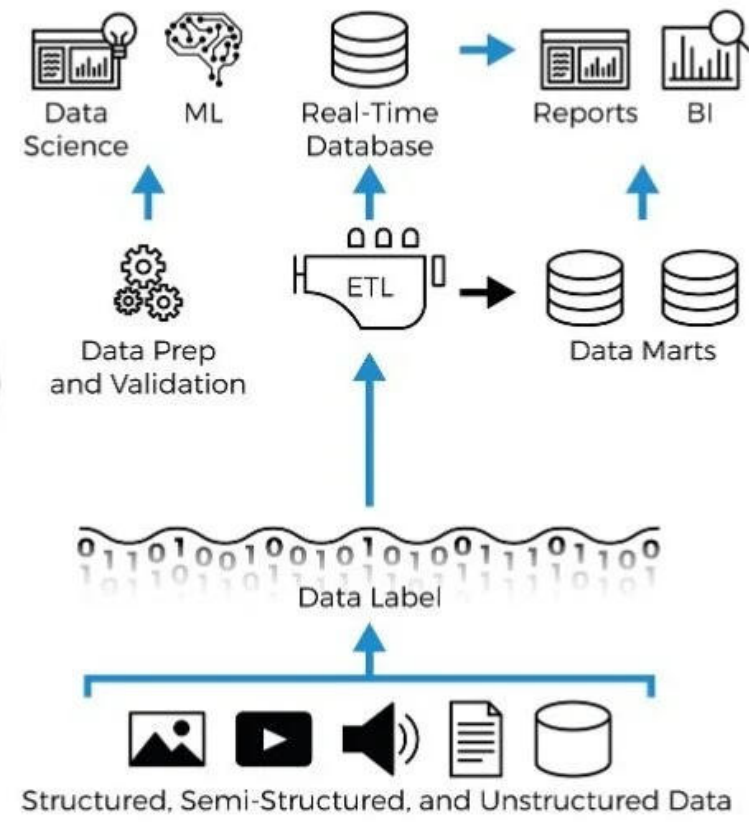 Data
Science
ML
Real-Time
Database
Reports
BI
ETL
Data Prep
and Validation
Data Marts
0110100100101010011101100
Data Label
Structured, Semi-Structured, and Unstructured Data